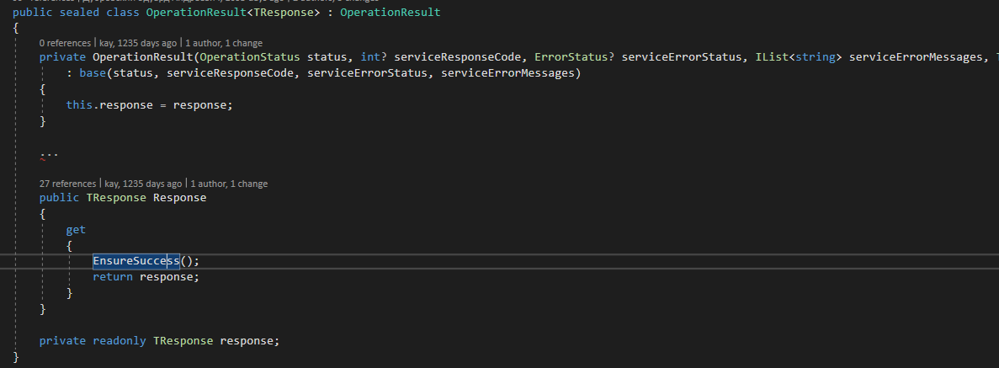 public sealed class OperationResult<TResponse> : OperationResult
{
0 references | kay, 1235 days ago | 1 author, 1 change
private OperationResult(OperationStatus status, int? serviceResponseCode, ErrorStatus? serviceErrorStatus, IList<string> serviceErrorMessages,
: base(status, serviceResponseCode, serviceErrorStatus, serviceErrorMessages)
{
this.response = response;
}
...
27 references | kay, 1235 days ago | 1 author, 1 change
public TResponse Response
{
get
{
EnsureSuccess();
return response;
}
}
private readonly TResponse response;
}